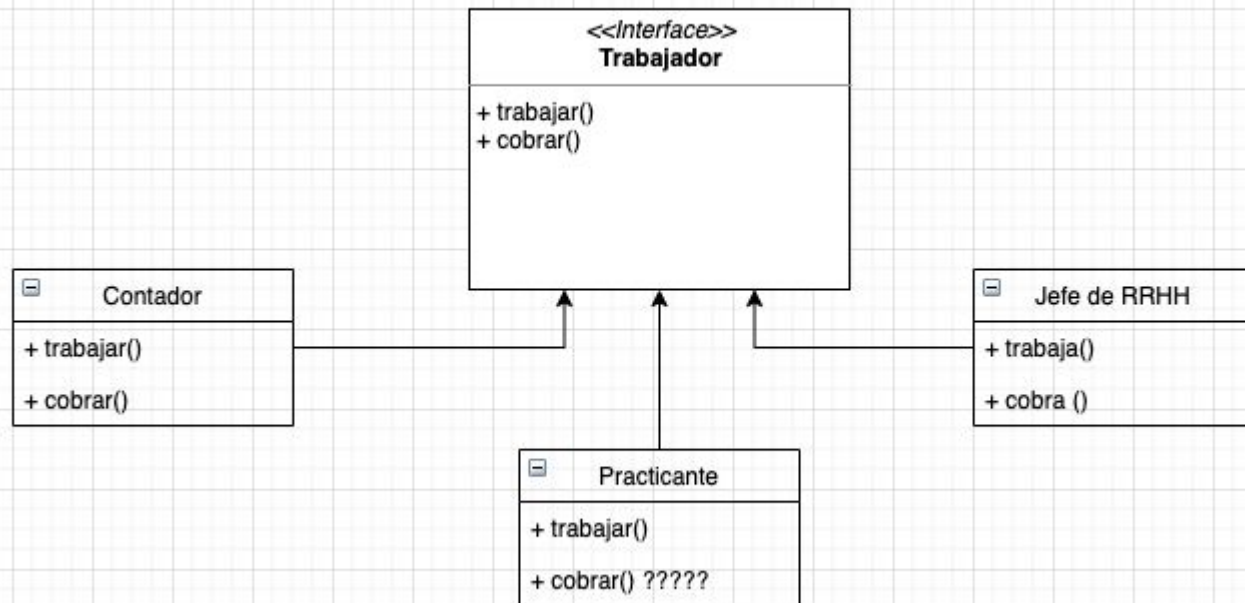 <<Interface>>
Trabajador
+ trabajar()
+ cobrar()
Contador
+ trabajar()
+ cobrar()
Jefe de RRHH
+ trabaja()
+ cobra ()
Practicante
+ trabajar()
+ cobrar() ?????